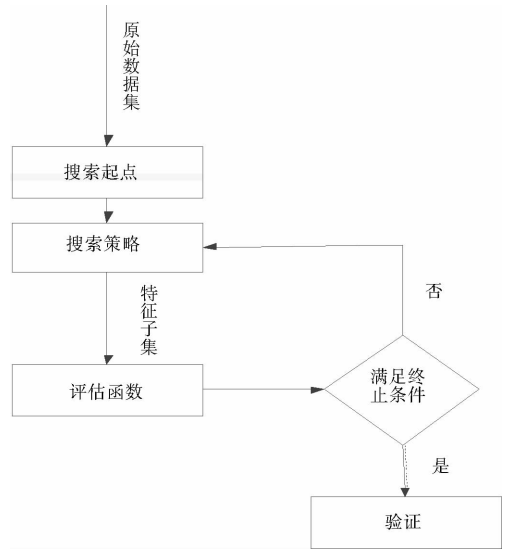 原始数据集
搜索起点
搜索策略
特征子集
否
评估函数
满足终
止条件
是
验证